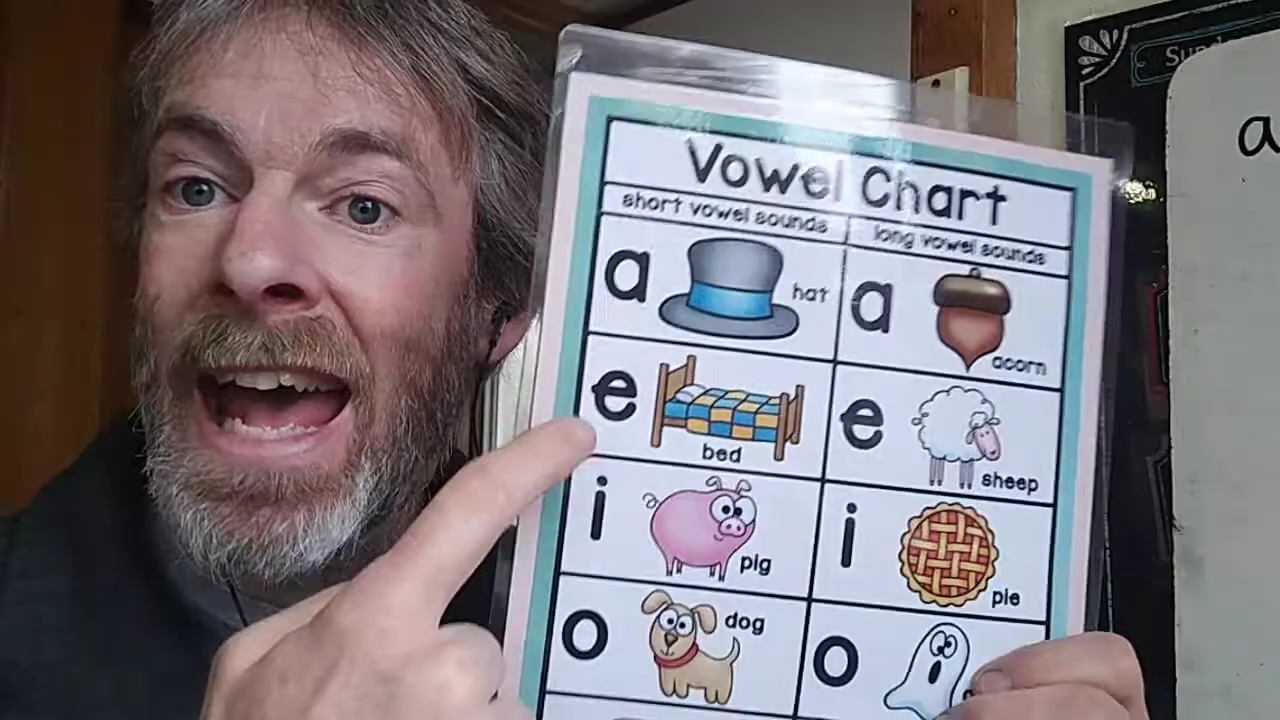 Vowel Chart
short vowel sounds long vowel sounds
a hat a acorn
e bed e sheep
i pig i pie
o dog o
a